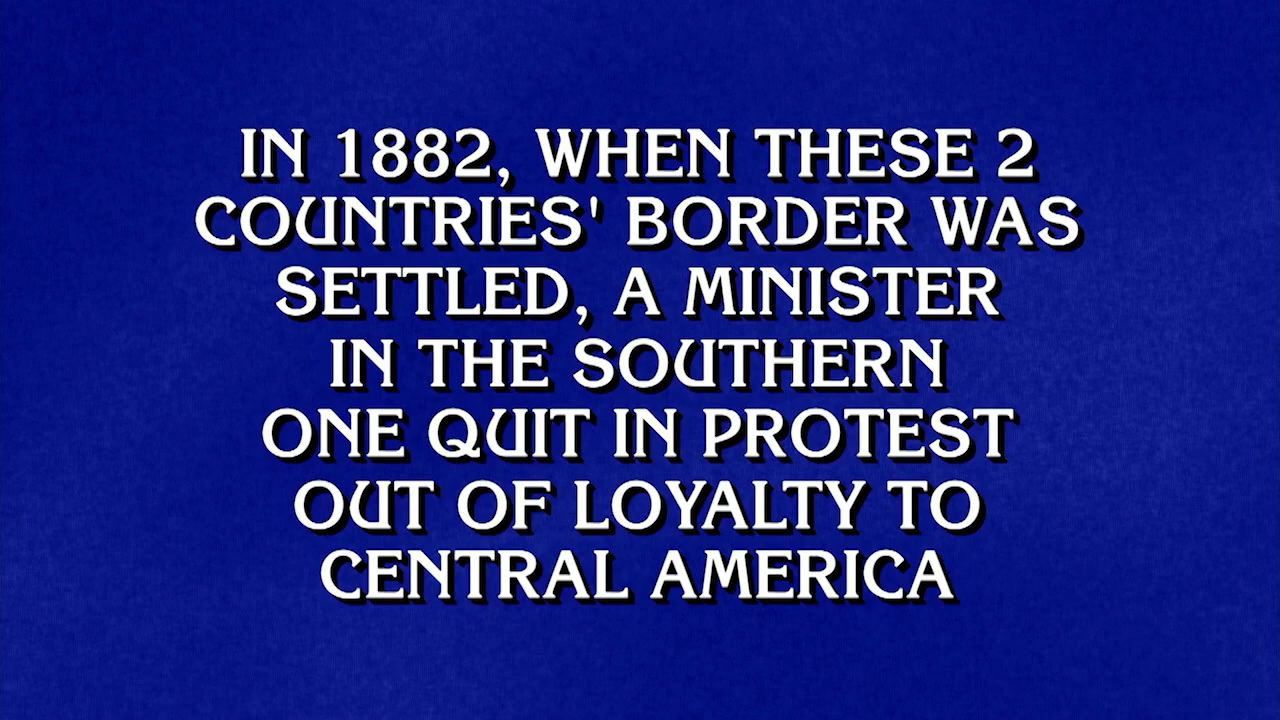 IN 1882, WHEN THESE 2
COUNTRIES' BORDER WAS
SETTLED, A MINISTER
IN THE SOUTHERN
ONE QUIT IN PROTEST
OUT OF LOYALTY TO
CENTRAL AMERICA